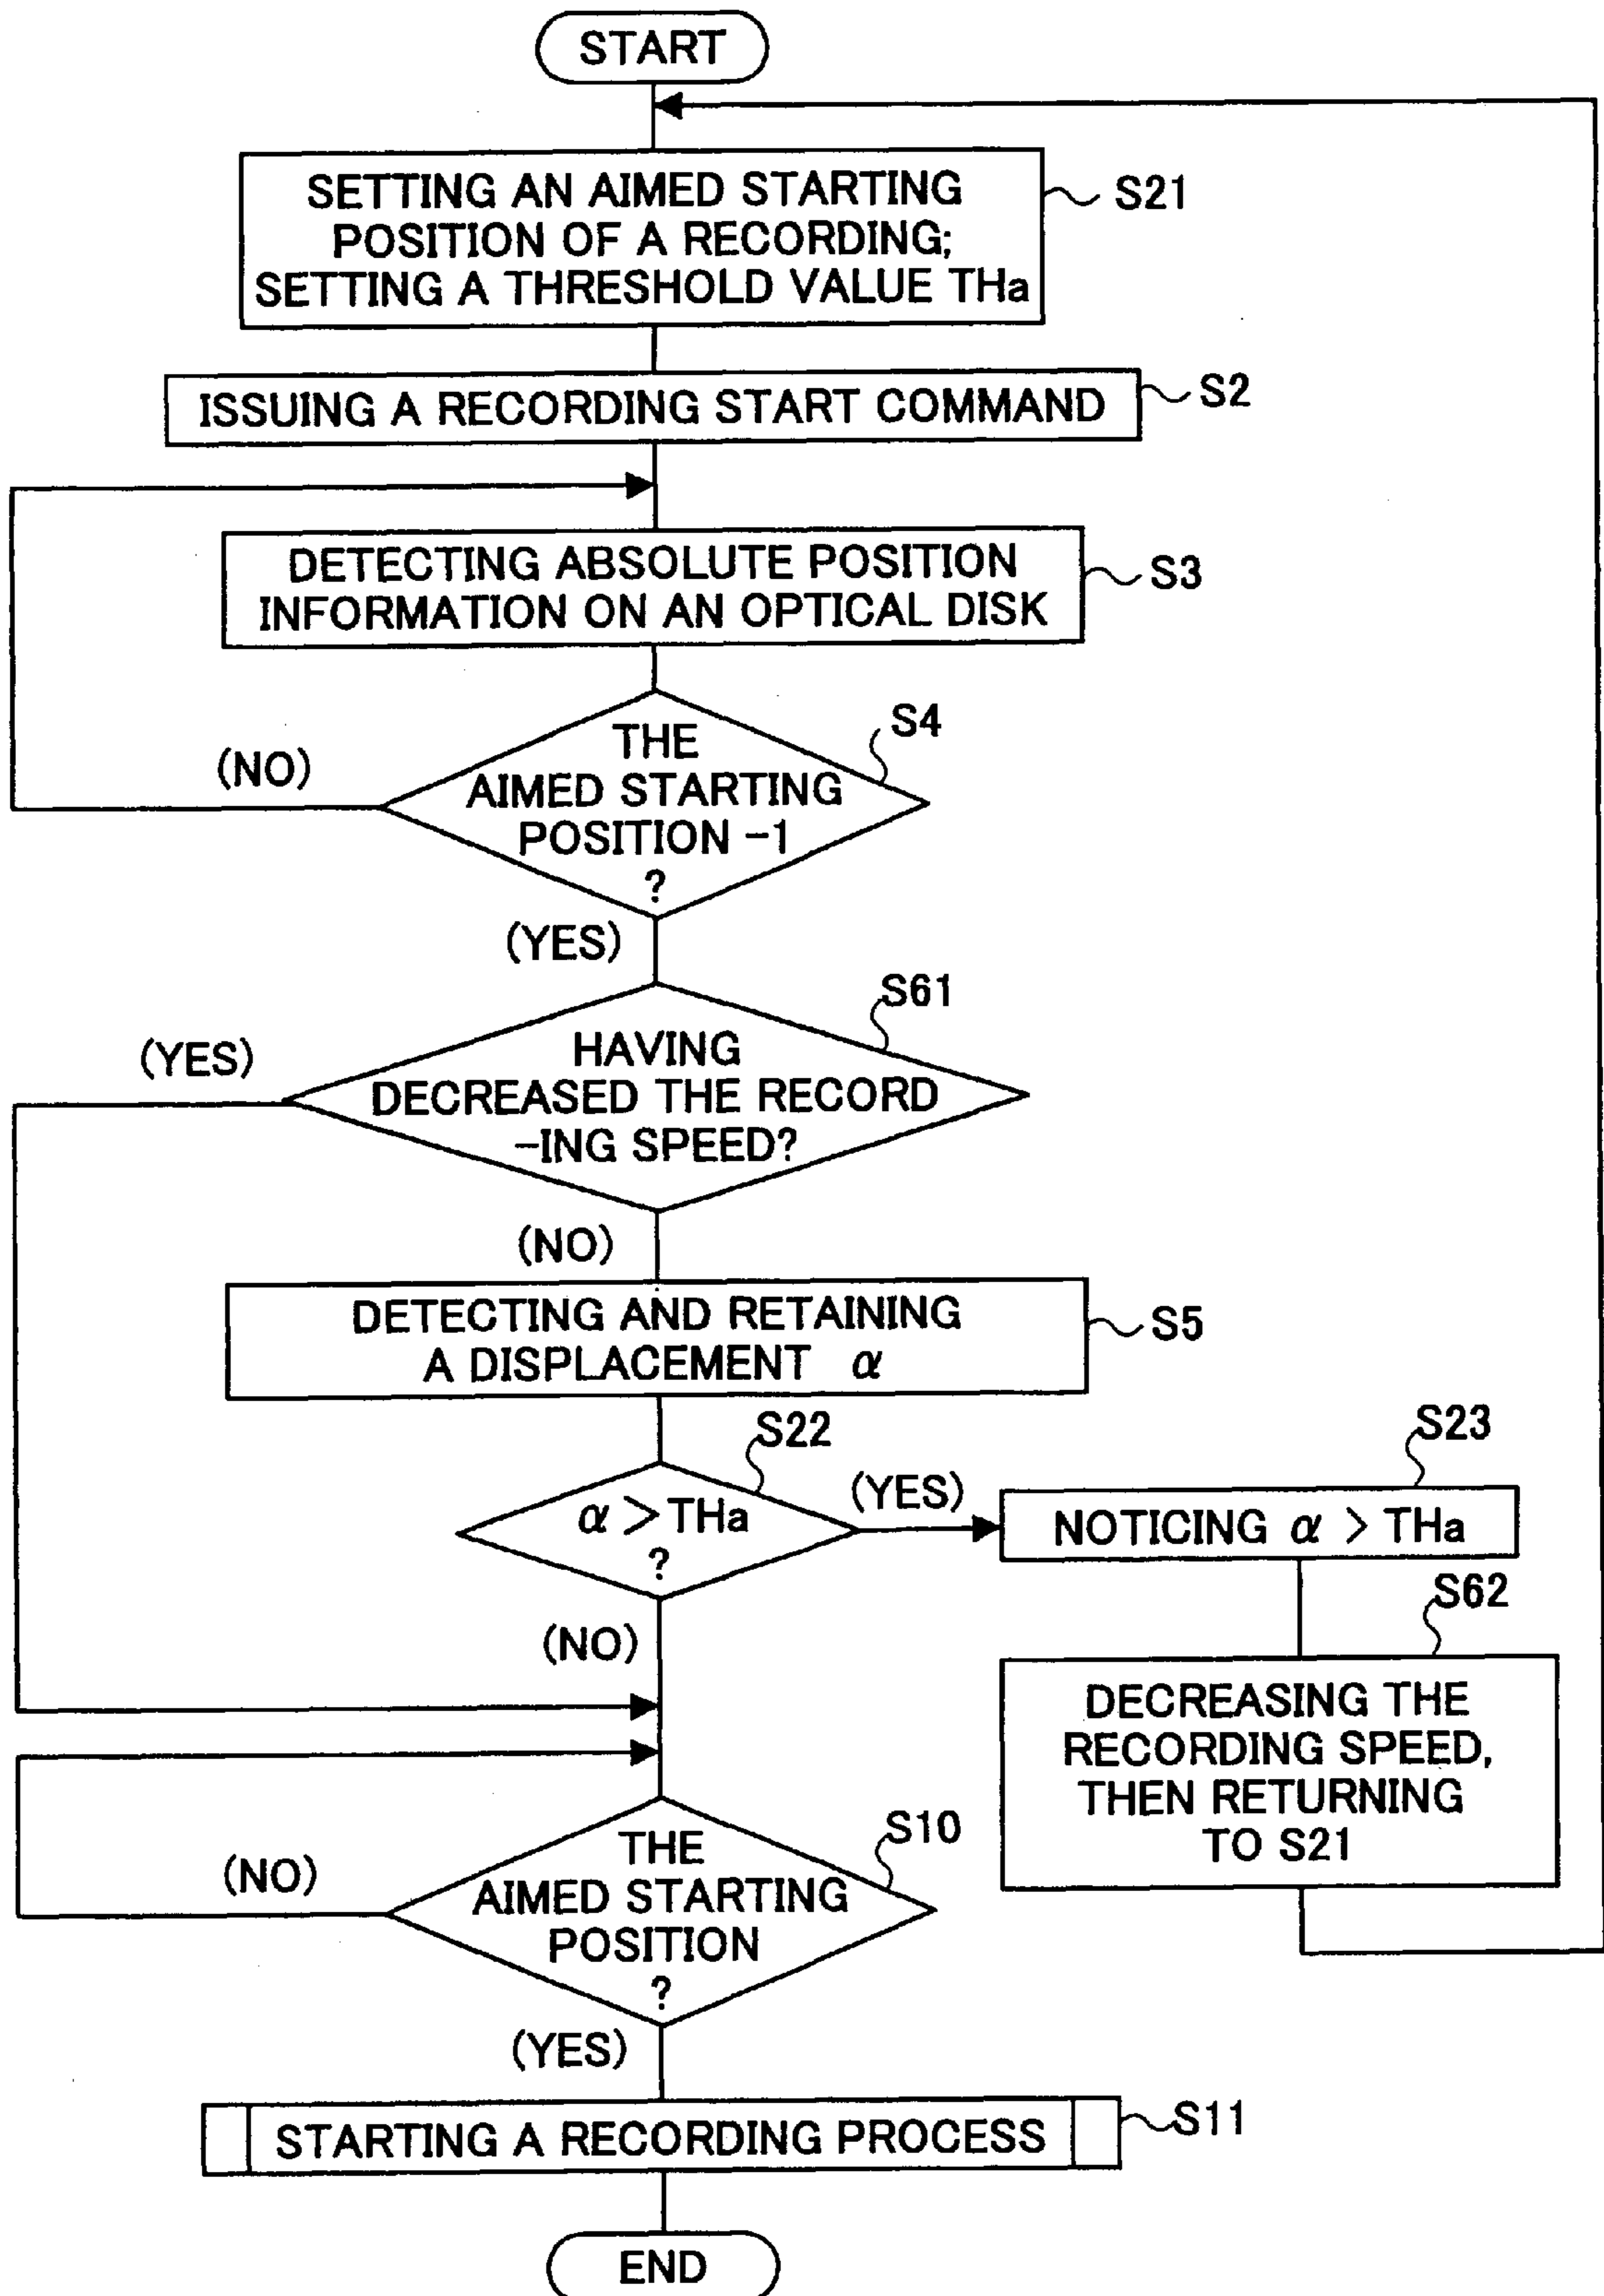 START
SETTING AN AIMED STARTING
POSITION OF A RECORDING;
SETTING A THRESHOLD VALUE THa
S21
ISSUING A RECORDING START COMMAND
S2
DETECTING ABSOLUTE POSITION
INFORMATION ON AN OPTICAL DISK
S3
S4
THE
AIMED STARTING
POSITION -1
?
(NO)
(YES)
S61
HAVING
DECREASED THE RECORD
-ING SPEED?
(YES)
(NO)
DETECTING AND RETAINING
A DISPLACEMENT α
S5
S22
α > THa
?
(YES)
(NO)
S23
NOTICING α > THa
S62
DECREASING THE
RECORDING SPEED,
THEN RETURNING
TO S21
S10
THE
AIMED STARTING
POSITION
?
(NO)
(YES)
STARTING A RECORDING PROCESS
S11
END